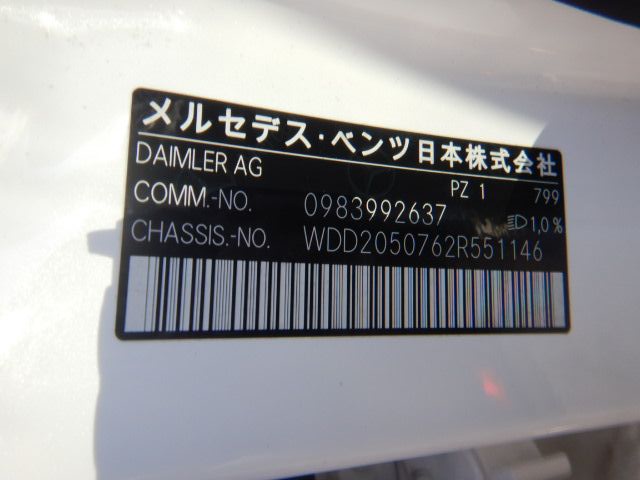 メルセデス・ベンツ日本株式会社
DAIMLER AG
PZ 1 799
COMM.-NO. 0983992637 1,0%
CHASSIS.-NO. WDD2050762R551146